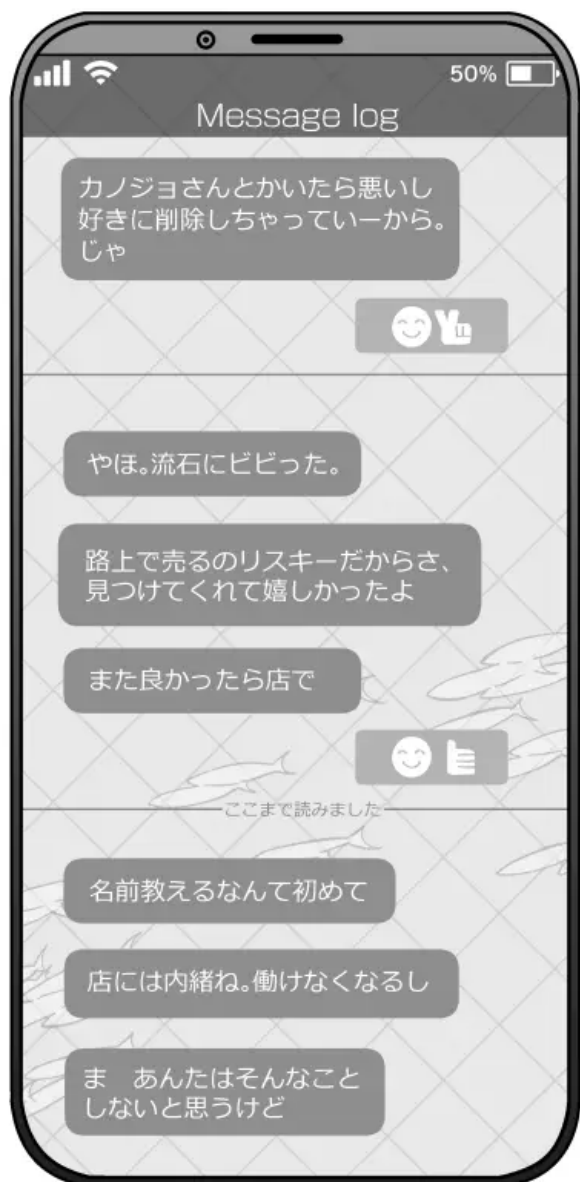 50%
Message log
カノジョさんとかいたら悪いし
好きに削除しちゃっていーから。
じゃ
やほ。流石にビビった。
路上で売るのリスキーだからさ、
見つけてくれて嬉しかったよ
また良かったら店で
ここまで読みました
名前教えるなんて初めて
店には内緒ね。働けなくなるし
ま　あんたはそんなこと
しないと思うけど